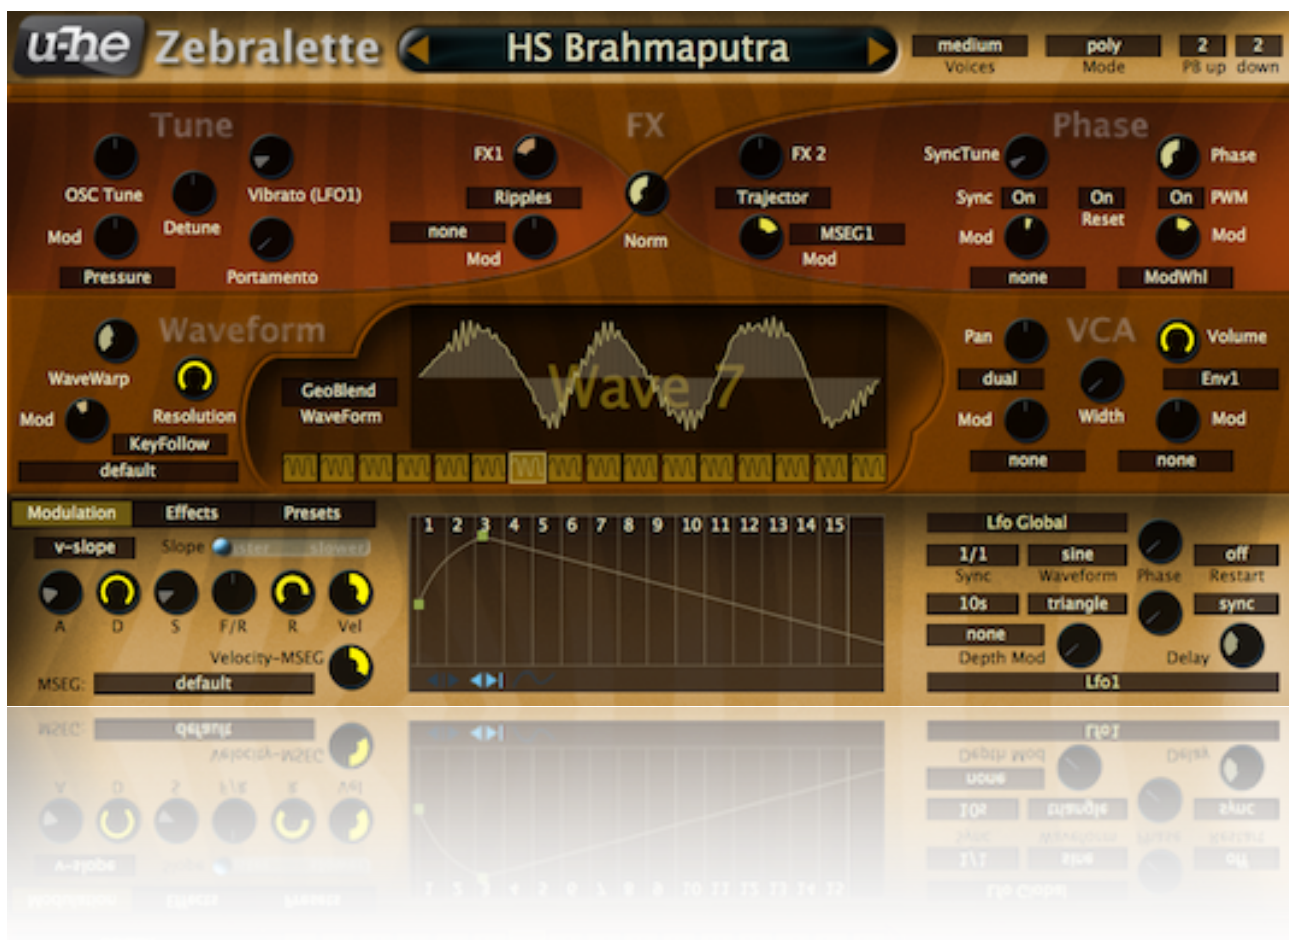 u-he Zebralette HS Brahmaputra medium poly 2 2
Voices Mode PB up down
Tune FX Phase
FX1 FX 2 SyncTune Phase
OSC Tune Vibrato (LFO1) Ripples Trajector Sync On On On PWM
Detune Reset
Mod none Norm MSEG1 Mod Mod
Pressure Portamento Mod Mod none ModWhl
Waveform Pan VCA Volume
WaveWarp GeoBlend Wave 7 dual Env1
Mod Resolution WaveForm Mod Width Mod
KeyFollow
default none none
Modulation Effects Presets 1 2 3 4 5 6 7 8 9 10 11 12 13 14 15 Lfo Global
v-slope Slope slower 1/1 sine off
Sync Waveform Phase Restart
10s triangle sync
A D S F/R R Vel
none
Velocity-MSEG Depth Mod Delay
MSEG: default Lfo1